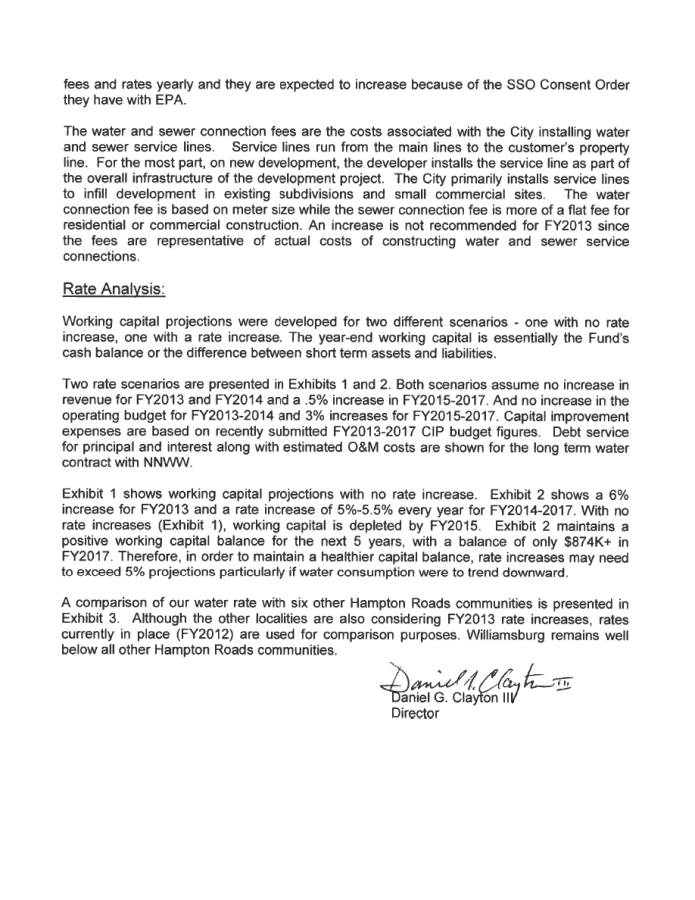 fees and rates yearly and they are expected to increase because of the SSO Consent Order
they have with EPA.
The water and sewer connection fees are the costs associated with the City installing water
and sewer service lines. Service lines run from the main lines to the customer's property
line. For the most part, on new development, the developer installs the service line as part of
the overall infrastructure of the development project. The City primarily installs service lines
to infill development in existing subdivisions and small commercial sites. The water
connection fee is based on meter size while the sewer connection fee is more of a flat fee for
residential or commercial construction. An increase is not recommended for FY2013 since
the fees are representative of actual costs of constructing water and sewer service
connections.
Rate Analysis:
Working capital projections were developed for two different scenarios - one with no rate
increase, one with a rate increase. The year-end working capital is essentially the Fund's
cash balance or the difference between short term assets and liabilities.
Two rate scenarios are presented in Exhibits 1 and 2. Both scenarios assume no increase in
revenue for FY2013 and FY2014 and a .5% increase in FY2015-2017. And no increase in the
operating budget for FY2013-2014 and 3% increases for FY2015-2017. Capital improvement
expenses are based on recently submitted FY2013-2017 CIP budget figures. Debt service
for principal and interest along with estimated O&M costs are shown for the long term water
contract with NNWW.
Exhibit 1 shows working capital projections with no rate increase. Exhibit 2 shows a 6%
increase for FY2013 and a rate increase of 5%-5.5% every year for FY2014-2017. With no
rate increases (Exhibit 1), working capital is depleted by FY2015. Exhibit 2 maintains a
positive working capital balance for the next 5 years, with a balance of only $874K+ in
FY2017. Therefore, in order to maintain a healthier capital balance, rate increases may need
to exceed 5% projections particularly if water consumption were to trend downward.
A comparison of our water rate with six other Hampton Roads communities is presented in
Exhibit 3. Although the other localities are also considering FY2013 rate increases, rates
currently in place (FY2012) are used for comparison purposes. Williamsburg remains well
below all other Hampton Roads communities.
Daniel G. Clayton III
Daniel G. Clayton III
Director